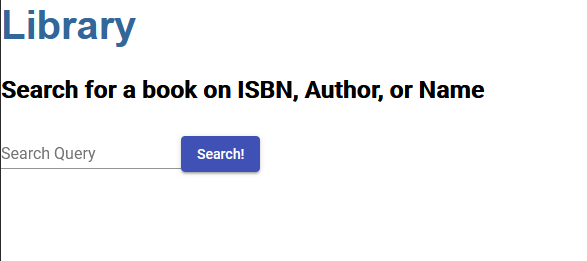 Library
Search for a book on ISBN, Author, or Name
Search Query Search!